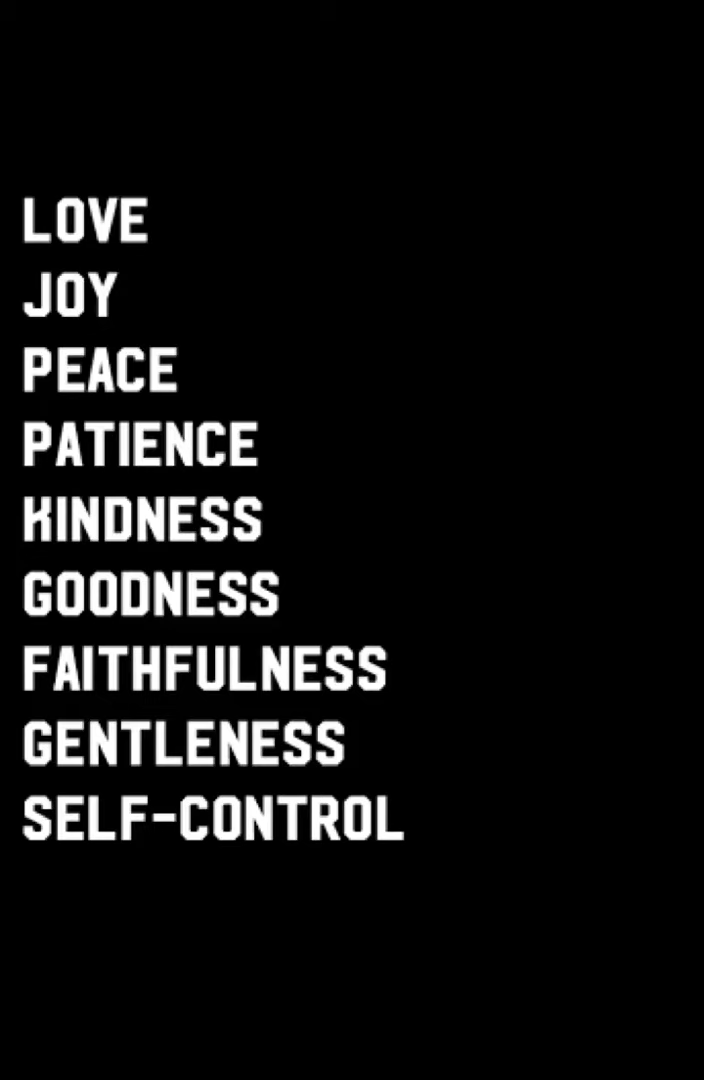 LOVE
JOY
PEACE
PATIENCE
KINDNESS
GOODNESS
FAITHFULNESS
GENTLENESS
SELF-CONTROL